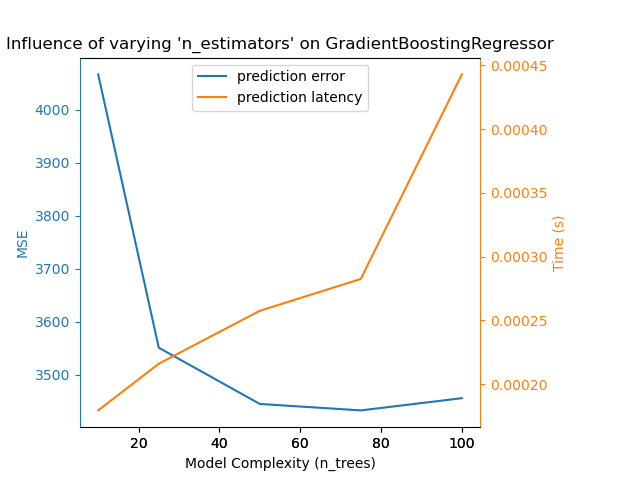 Influence of varying 'n_estimators' on GradientBoostingRegressor
prediction error
prediction latency
MSE
4000
3900
3800
3700
3600
3500
0.00045
0.00040
0.00035
0.00030
0.00025
0.00020
Time (s)
20 40 60 80 100
Model Complexity (n_trees)